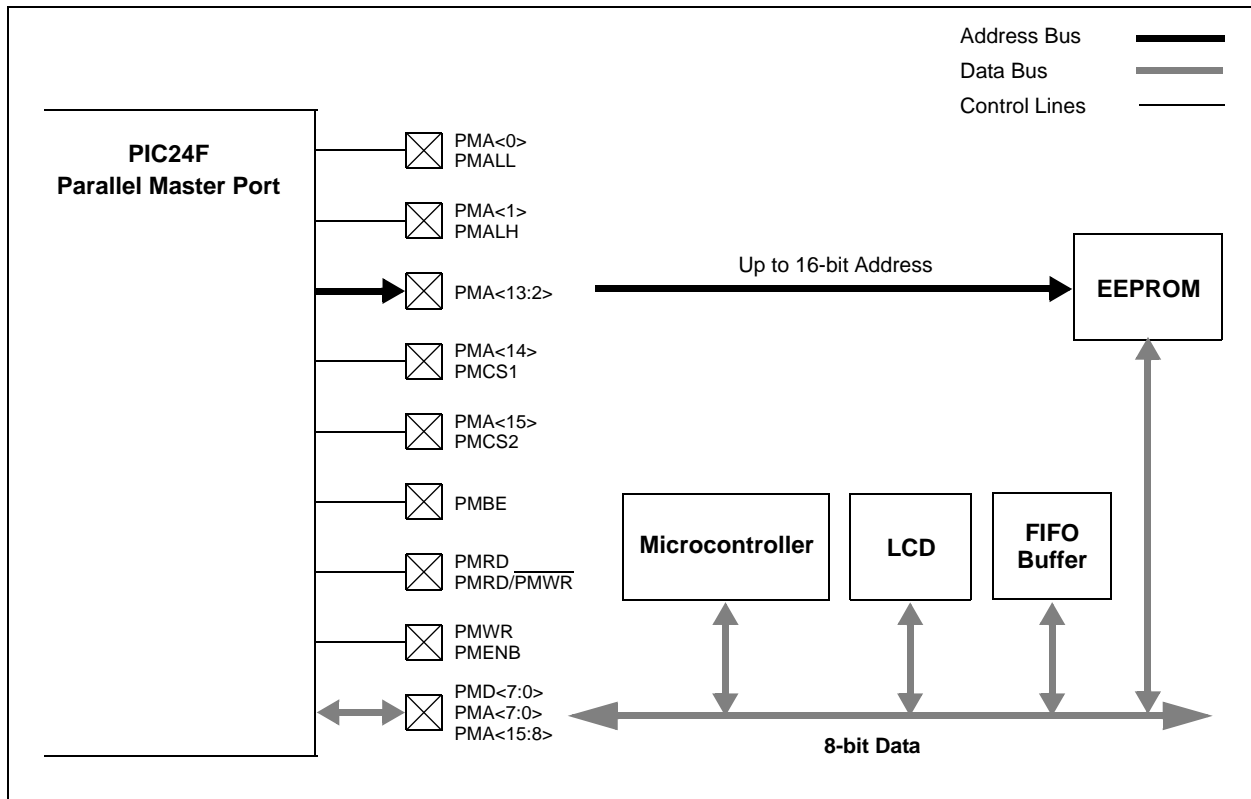 Address Bus
Data Bus
Control Lines
PIC24F
Parallel Master Port
PMA<0>
PMALL
PMA<1>
PMALH
PMA<13:2>
Up to 16-bit Address
EEPROM
PMA<14>
PMCS1
PMA<15>
PMCS2
PMBE
Microcontroller
LCD
FIFO
Buffer
PMRD
PMRD/PMWR
PMWR
PMENB
PMD<7:0>
PMA<7:0>
PMA<15:8>
8-bit Data